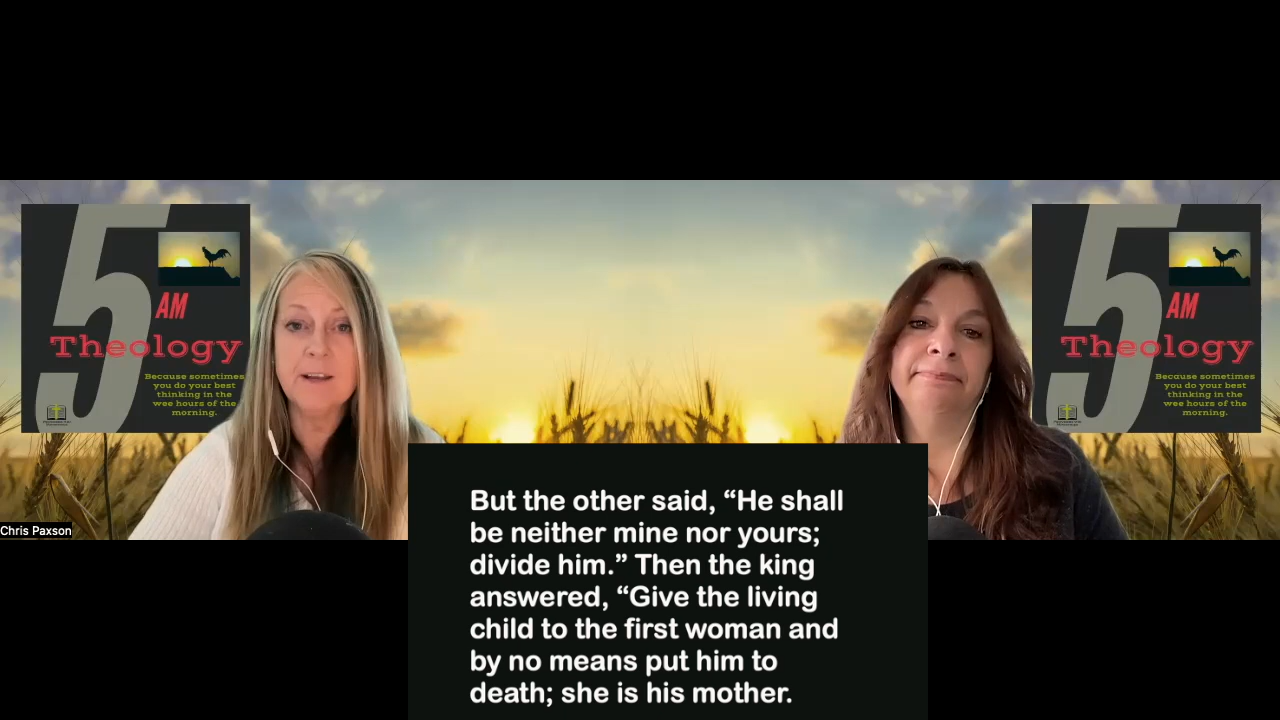 5
AM
Theology
Because sometimes
you do your best
thinking in the
wee hours of the
morning.
5
AM
Theology
Because sometimes
you do your best
thinking in the
wee hours of the
morning.
Chris Paxson
But the other said, “He shall
be neither mine nor yours;
divide him.” Then the king
answered, “Give the living
child to the first woman and
by no means put him to
death; she is his mother.